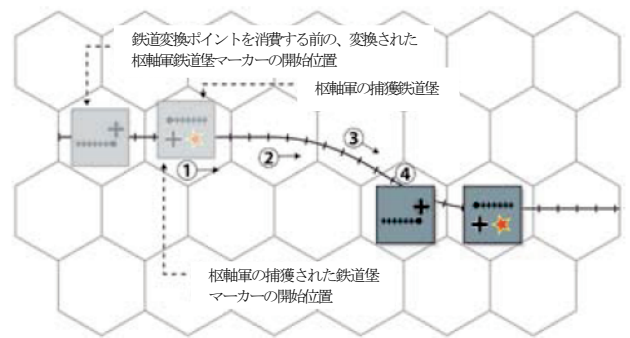 鉄道変換ポイントを消費する前の、変換された
枢軸軍鉄道堡マーカーの開始位置
枢軸軍の捕獲鉄道堡
①
②
③
④
枢軸軍の捕獲された鉄道堡
マーカーの開始位置